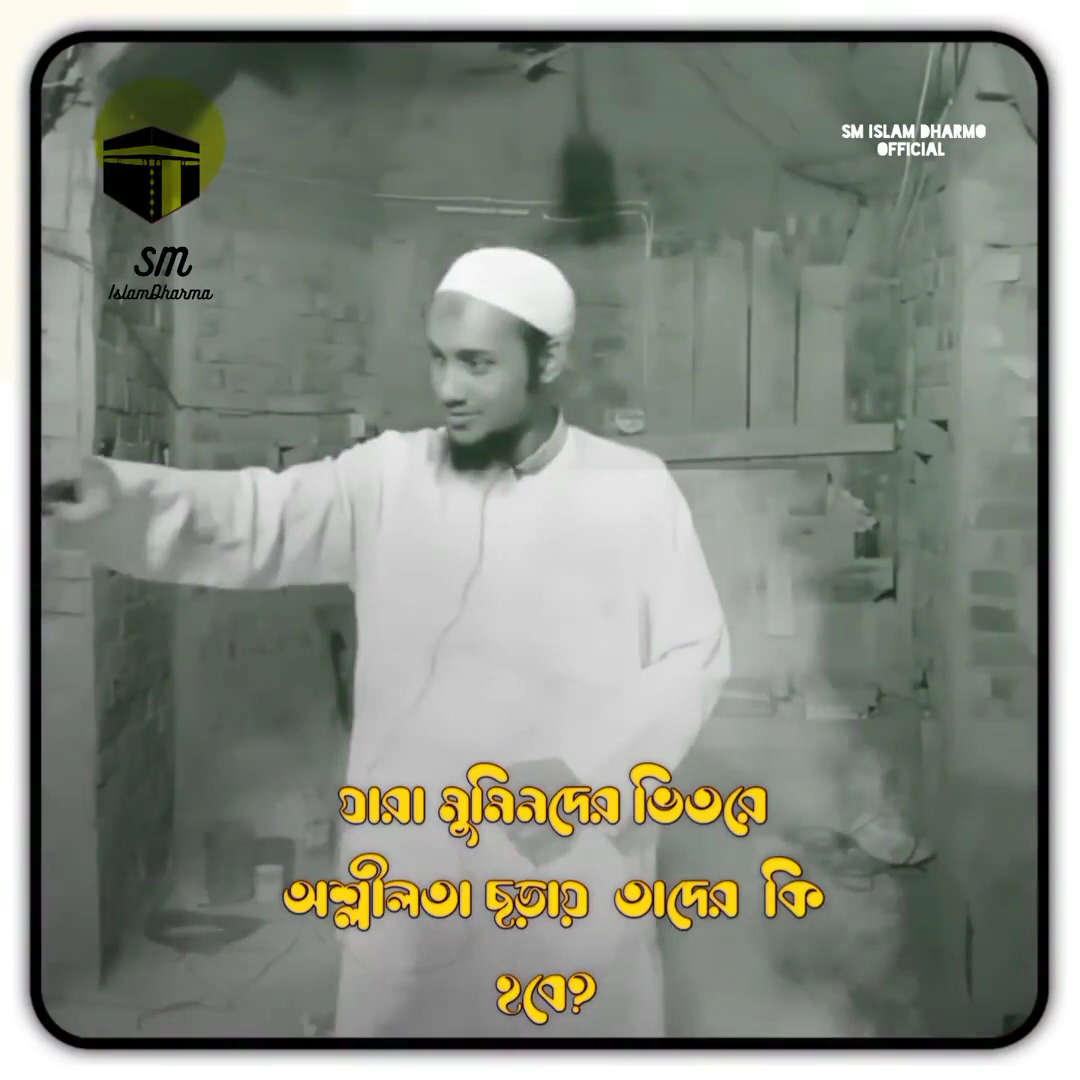 SM ISLAM DHARMO
OFFICIAL
SM
IslamDharma
যারা মুমিনদের ভিতরে
অশ্লীলতা ছড়ায় তাদের কি
হবে?